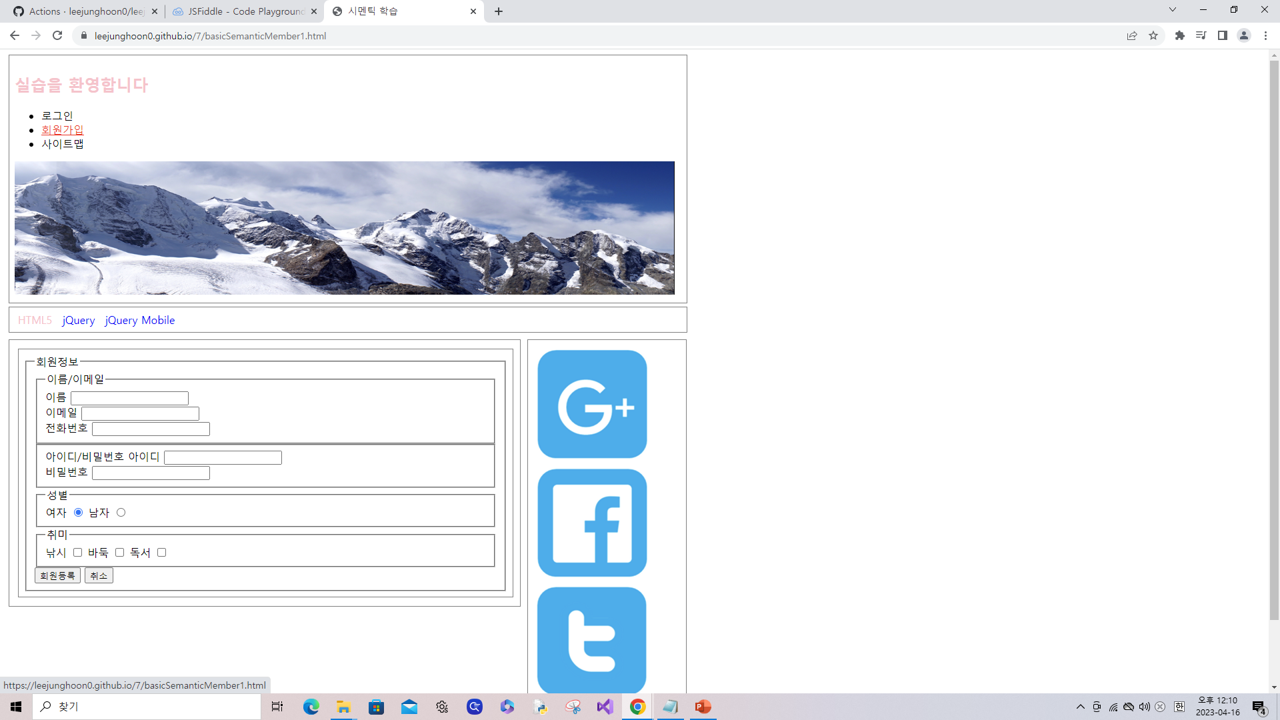 Actions · leejunghoon0/lee
JSFiddle - Code Playground
시멘틱 학습
leejunghoon0.github.io/7/basicSemanticMember1.html
실습을 환영합니다
로그인
회원가입
사이트맵
HTML5 jQuery jQuery Mobile
회원정보
이름/이메일
이름
이메일
전화번호
아이디/비밀번호 아이디
비밀번호
성별
여자 남자
취미
낚시 바둑 독서
회원등록 취소
G+
f
t
https://leejunghoon0.github.io/7/basicSemanticMember1.html
찾기
한
오후 12:10
2023-04-16
4